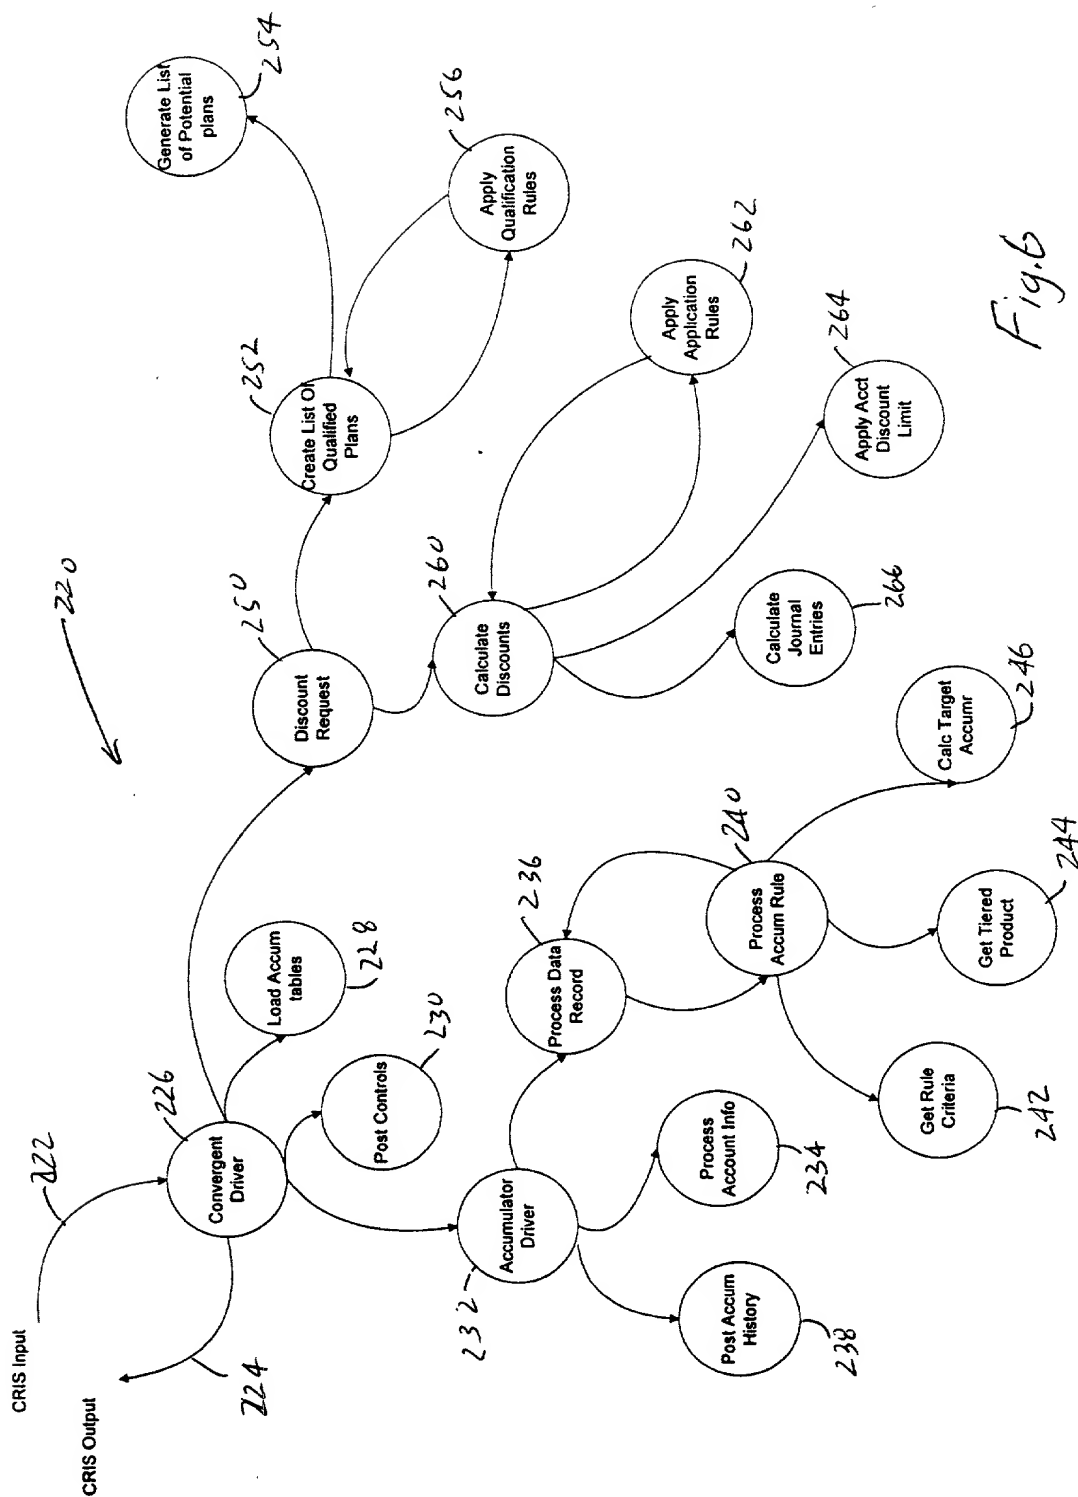 CRIS Input
222
CRIS Output
224
220
Convergent
Driver
226
Load Accum
tables
228
Post Controls
230
Accumulator
Driver
232
Process
Account Info
234
Process Data
Record
236
Post Accum
History
238
Process
Accum Rule
240
Get Rule
Criteria
242
Get Tiered
Product
244
Calc Target
Accumr
246
Discount
Request
250
Create List Of
Qualified
Plans
252
Generate List
of Potential
plans
254
Apply
Qualification
Rules
256
Calculate
Discounts
260
Apply
Application
Rules
262
Apply Acct
Discount
Limit
264
Calculate
Journal
Entries
266
Fig.6